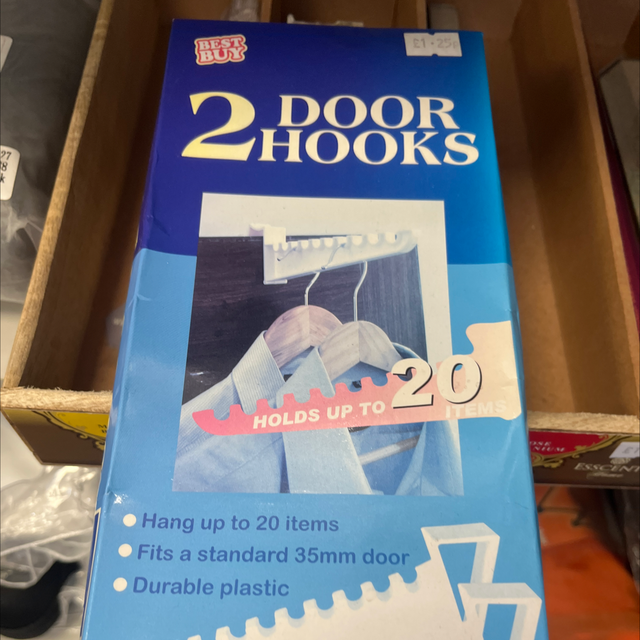 BEST
BUY
£1.25
2 DOOR
HOOKS
HOLDS UP TO 20
ITEMS
Hang up to 20 items
Fits a standard 35mm door
Durable plastic
27